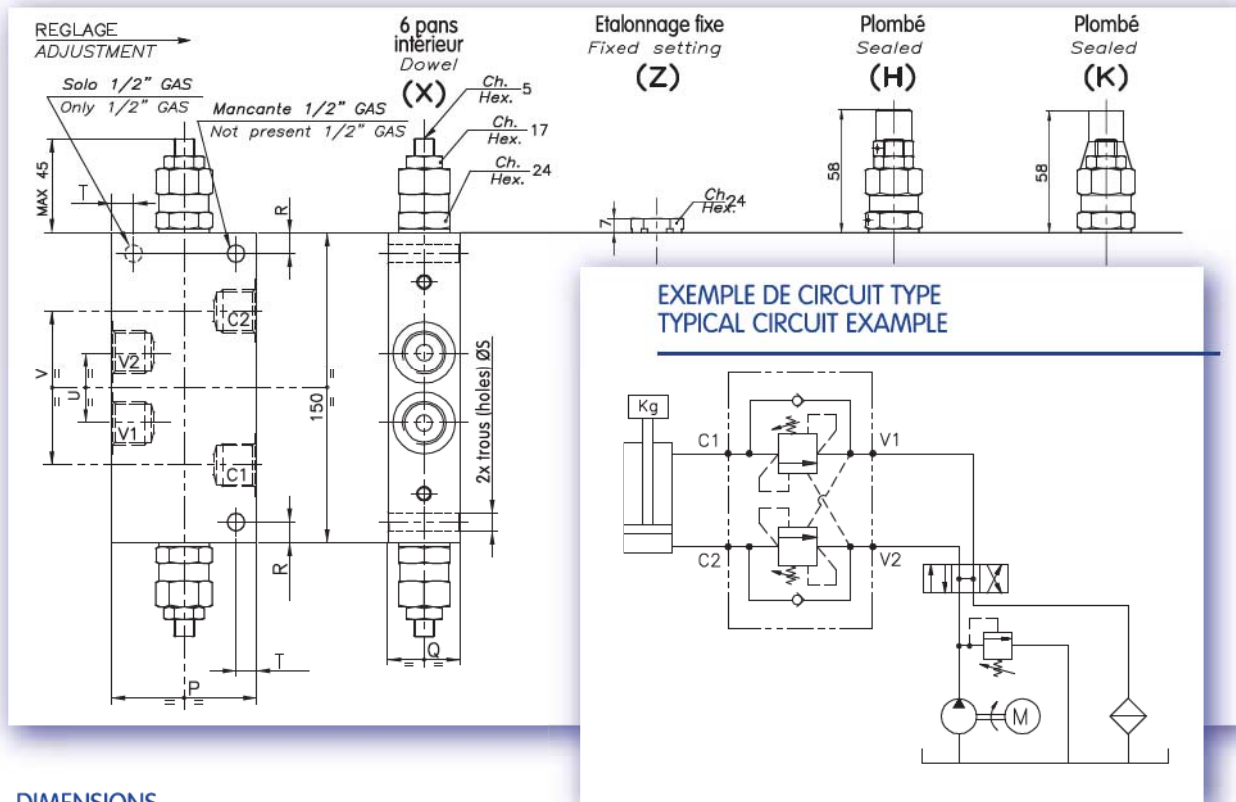 REGLAGE
ADJUSTMENT
Solo 1/2" GAS
Only 1/2" GAS
Mancante 1/2" GAS
Not present 1/2" GAS
6 pans
intérieur
Dowel
(X)
Ch.
Hex. 5
Ch.
Hex. 17
Ch.
Hex. 24
Etalonnage fixe
Fixed setting
(Z)
Ch.
Hex. 24
7
Plombé
Sealed
(H)
58
Plombé
Sealed
(K)
58
MAX 45
T
R
C2
V2
V
U
V1
C1
150
2x trous (holes) ØS
R
T
P
Q
EXEMPLE DE CIRCUIT TYPE
TYPICAL CIRCUIT EXAMPLE
Kg
C1
V1
C2
V2
M
DIMENSIONS